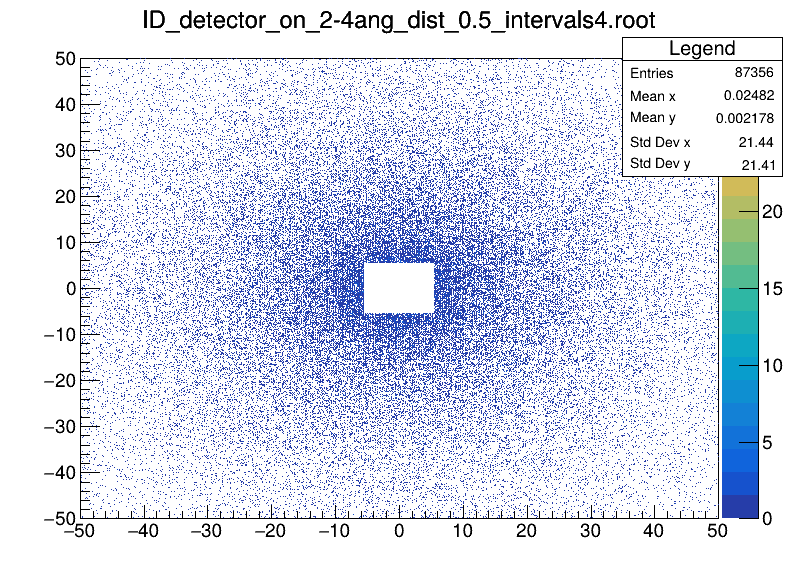 ID_detector_on_2-4ang_dist_0.5_intervals4.root
Legend
Entries 87356
Mean x 0.02482
Mean y 0.002178
Std Dev x 21.44
Std Dev y 21.41
50
40
30
20
10
0
−10
−20
−30
−40
−50
−50 −40 −30 −20 −10 0 10 20 30 40 50
20
15
10
5
0